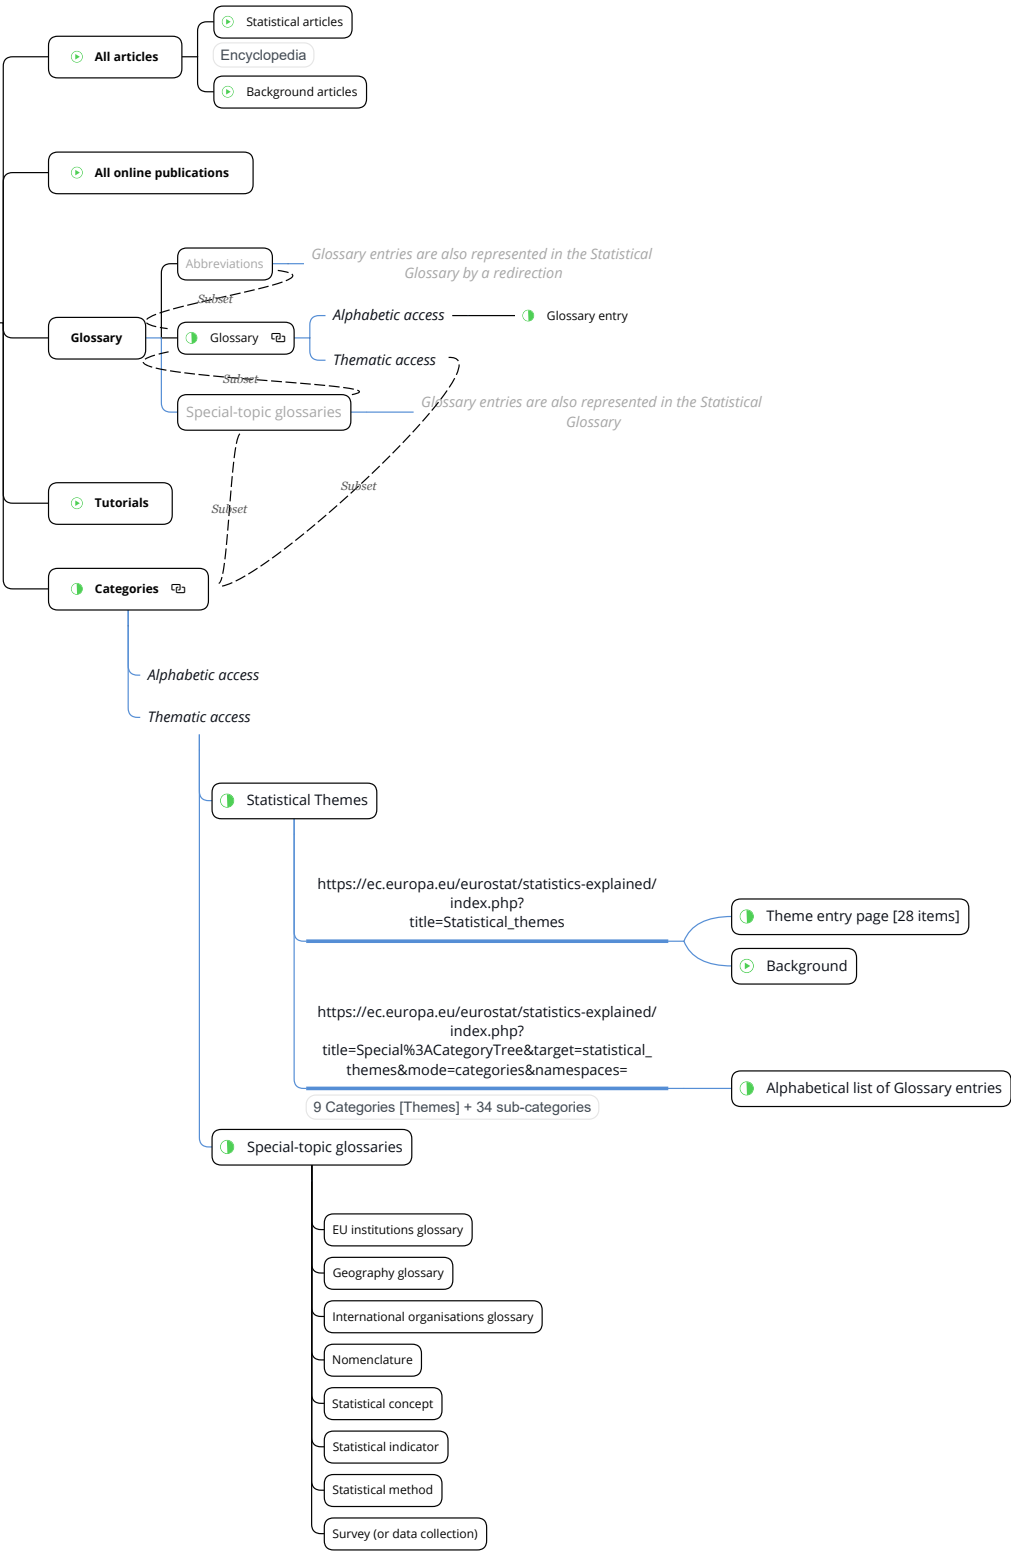 Statistical articles
All articles
Encyclopedia
Background articles
All online publications
Abbreviations
Glossary entries are also represented in the Statistical
Glossary by a redirection
Subset
Alphabetic access
Glossary entry
Glossary
Glossary
Thematic access
Subset
Special-topic glossaries
Glossary entries are also represented in the Statistical
Glossary
Subset
Tutorials
Subset
Categories
Alphabetic access
Thematic access
Statistical Themes
https://ec.europa.eu/eurostat/statistics-explained/
index.php?
title=Statistical_themes
Theme entry page [28 items]
Background
https://ec.europa.eu/eurostat/statistics-explained/
index.php?
title=Special%3ACategoryTree&target=statistical_
themes&mode=categories&namespaces=
Alphabetical list of Glossary entries
9 Categories [Themes] + 34 sub-categories
Special-topic glossaries
EU institutions glossary
Geography glossary
International organisations glossary
Nomenclature
Statistical concept
Statistical indicator
Statistical method
Survey (or data collection)